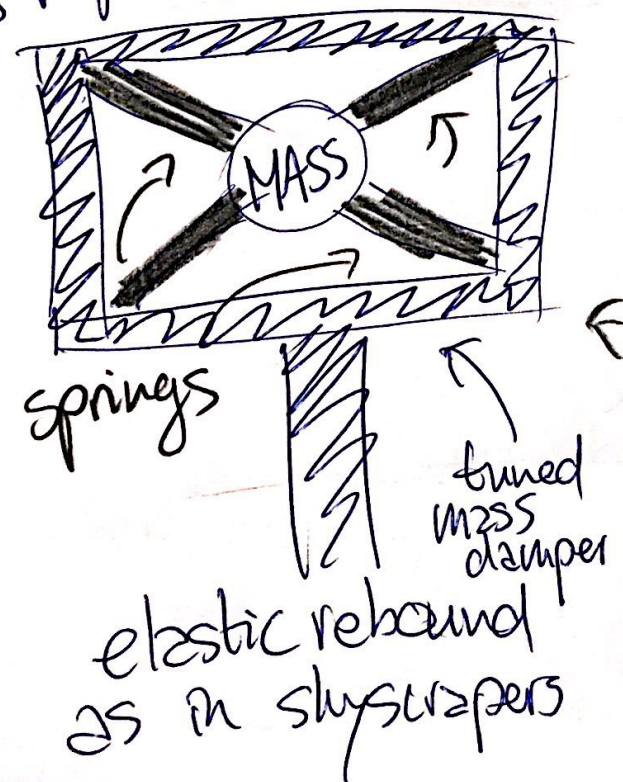 MASS
springs
tuned
mass
damper
elastic rebound
as in skyscrapers